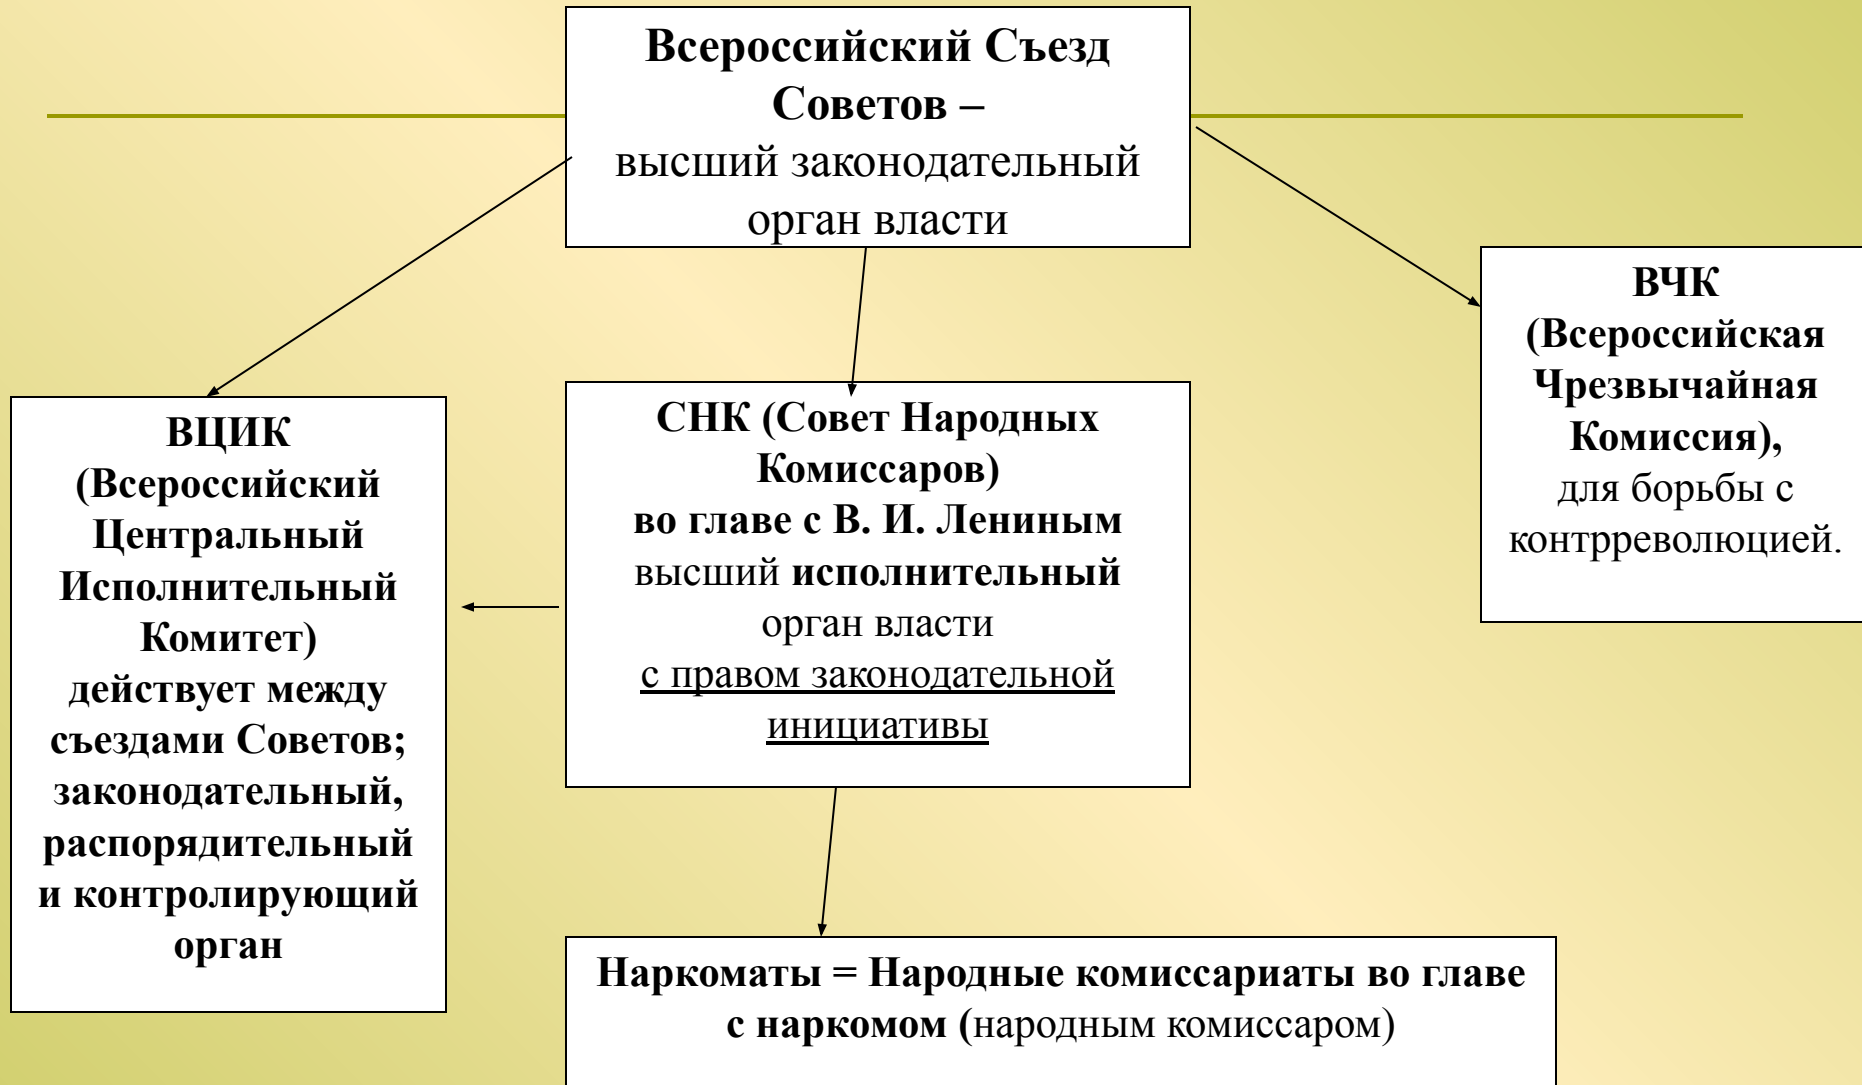 Всероссийский Съезд
Советов –
высший законодательный
орган власти
ВЦИК
(Всероссийский
Центральный
Исполнительный
Комитет)
действует между
съездами Советов;
законодательный,
распорядительный
и контролирующий
орган
СНК (Совет Народных
Комиссаров)
во главе с В. И. Лениным
высший исполнительный
орган власти
с правом законодательной
инициативы
ВЧК
(Всероссийская
Чрезвычайная
Комиссия),
для борьбы с
контрреволюцией.
Наркоматы = Народные комиссариаты во главе
с наркомом (народным комиссаром)